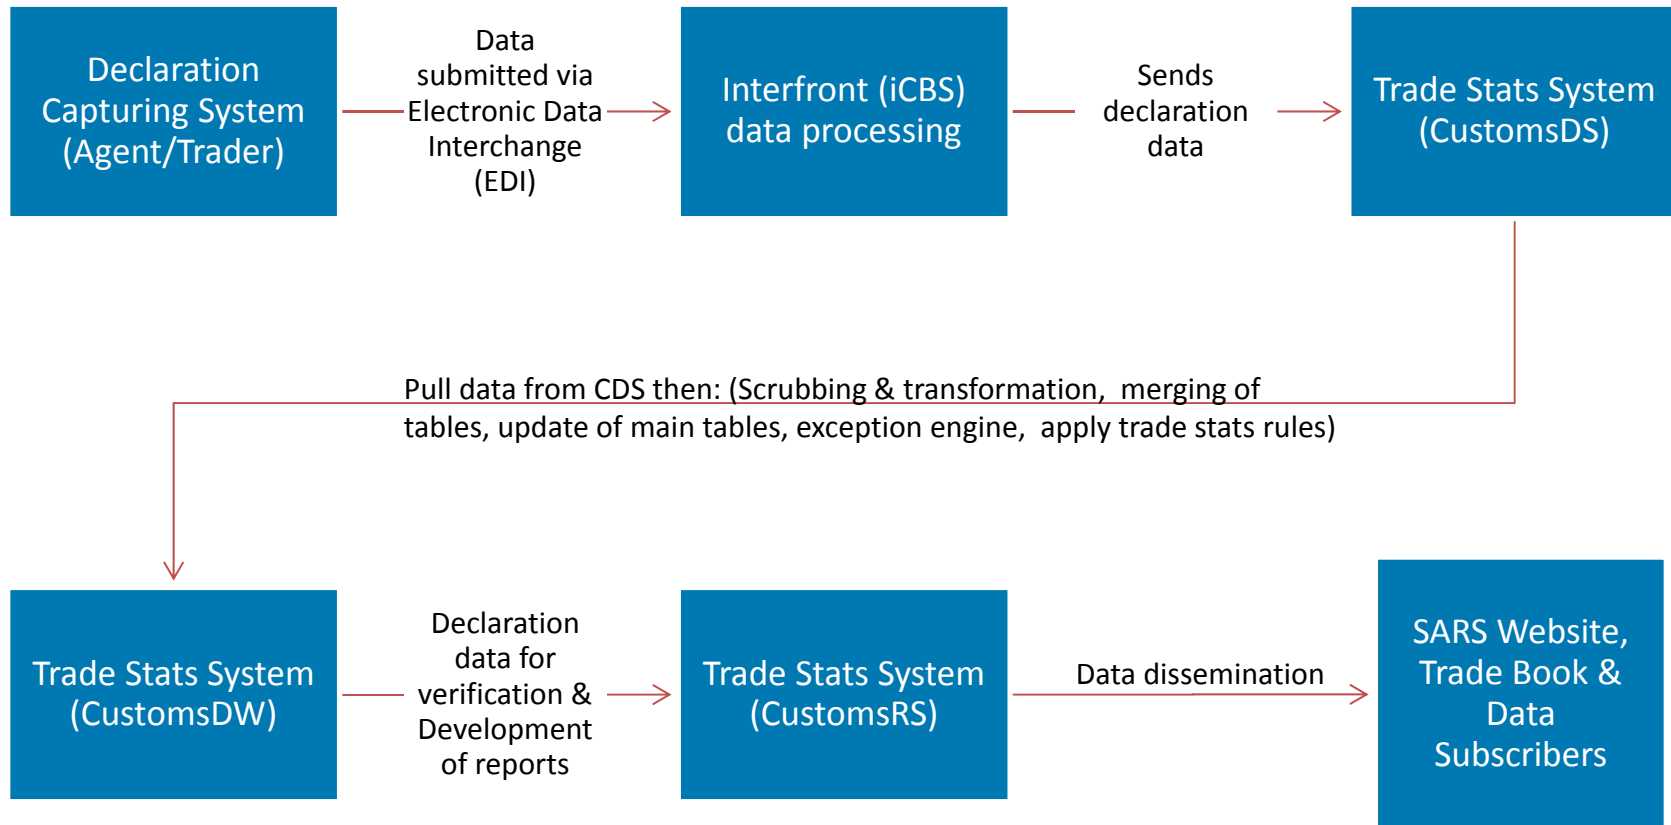 Declaration
Capturing System
(Agent/Trader)
Data
submitted via
Electronic Data
Interchange
(EDI)
Interfront (iCBS)
data processing
Sends
declaration
data
Trade Stats System
(CustomsDS)
Pull data from CDS then: (Scrubbing & transformation,  merging of
tables, update of main tables, exception engine,  apply trade stats rules)
Trade Stats System
(CustomsDW)
Declaration
data for
verification &
Development
of reports
Trade Stats System
(CustomsRS)
Data dissemination
SARS Website,
Trade Book &
Data
Subscribers